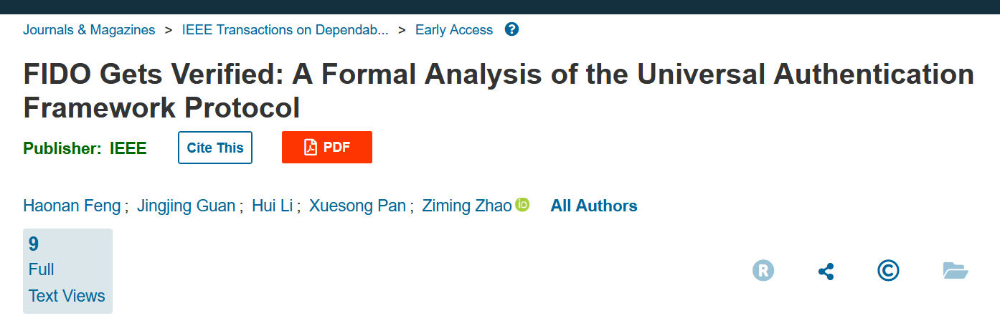 Journals & Magazines > IEEE Transactions on Dependab... > Early Access ?
FIDO Gets Verified: A Formal Analysis of the Universal Authentication
Framework Protocol
Publisher: IEEE Cite This PDF
Haonan Feng ; Jingjing Guan ; Hui Li ; Xuesong Pan ; Ziming Zhao iD All Authors
9
Full
Text Views
R ©